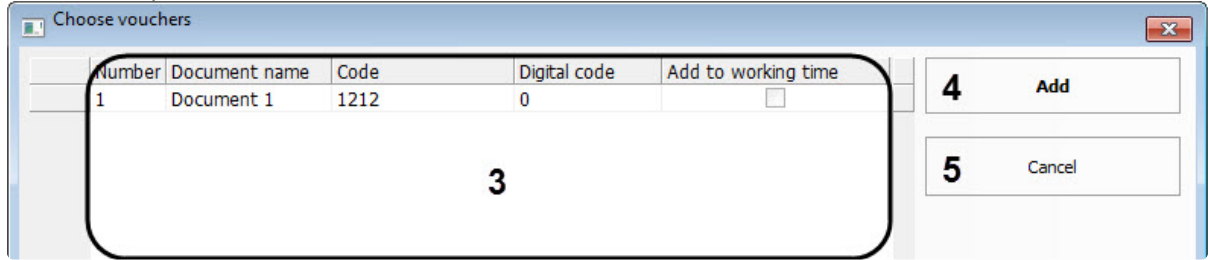 Choose vouchers
Number Document name Code Digital code Add to working time
1 Document 1 1212 0
3
4 Add
5 Cancel